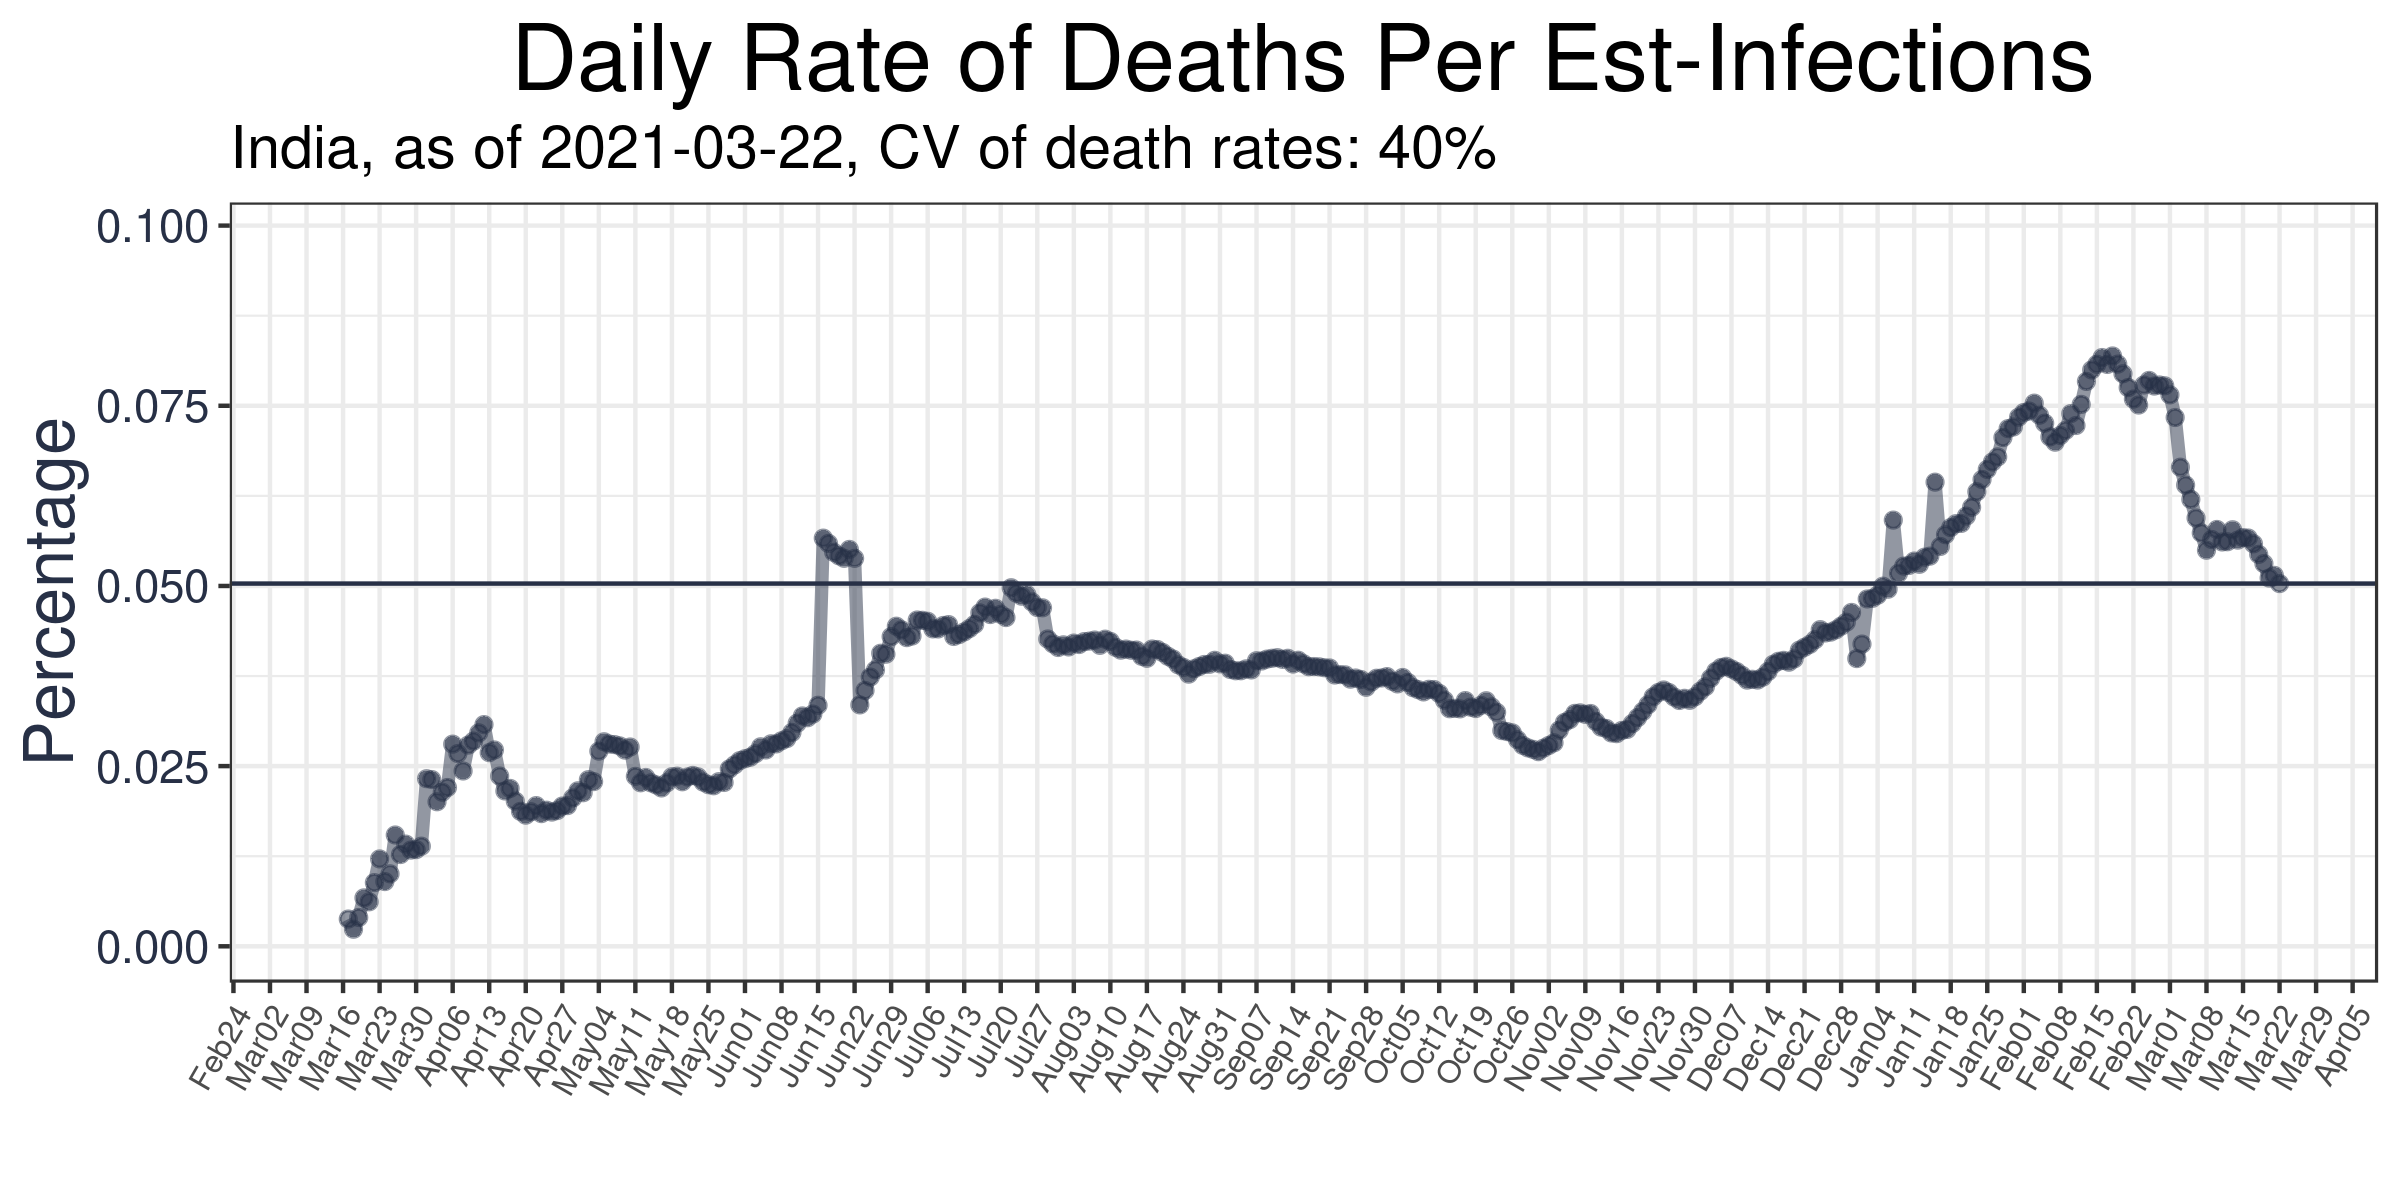 Daily Rate of Deaths Per Est-Infections
India, as of 2021-03-22, CV of death rates: 40%
Percentage
0.100
0.075
0.050
0.025
0.000
Feb24 Mar02 Mar09 Mar16 Mar23 Mar30 Apr06 Apr13 Apr20 Apr27 May04 May11 May18 May25 Jun01 Jun08 Jun15 Jun22 Jun29 Jul06 Jul13 Jul20 Jul27 Aug03 Aug10 Aug17 Aug24 Aug31 Sep07 Sep14 Sep21 Sep28 Oct05 Oct12 Oct19 Oct26 Nov02 Nov09 Nov16 Nov23 Nov30 Dec07 Dec14 Dec21 Dec28 Jan04 Jan11 Jan18 Jan25 Feb01 Feb08 Feb15 Feb22 Mar01 Mar08 Mar15 Mar22 Mar29 Apr05